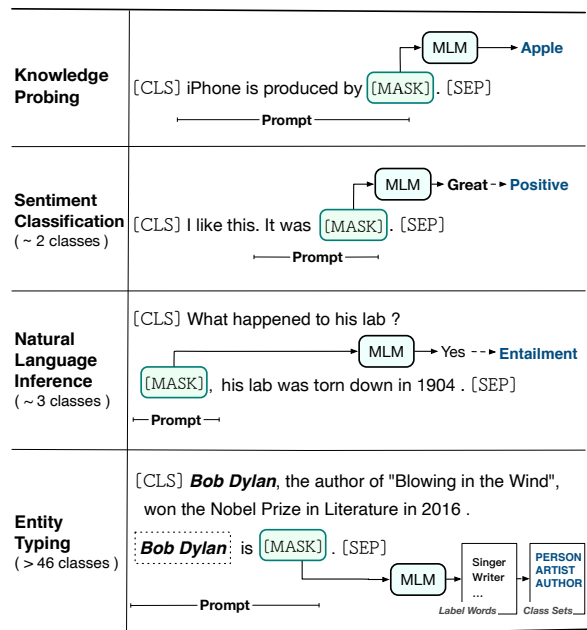 MLM
Apple
Knowledge
Probing
[CLS] iPhone is produced by [MASK]. [SEP]
Prompt
MLM
Great
Positive
Sentiment
Classification
( ~ 2 classes )
[CLS] I like this. It was [MASK]. [SEP]
Prompt
[CLS] What happened to his lab ?
Natural
Language
Inference
( ~ 3 classes )
MLM
Yes
Entailment
[MASK], his lab was torn down in 1904 . [SEP]
Prompt
[CLS] Bob Dylan, the author of "Blowing in the Wind",
won the Nobel Prize in Literature in 2016 .
Entity
Typing
( > 46 classes )
Bob Dylan is [MASK] . [SEP]
MLM
Singer
Writer
...
Label Words
PERSON
ARTIST
AUTHOR
Class Sets
Prompt